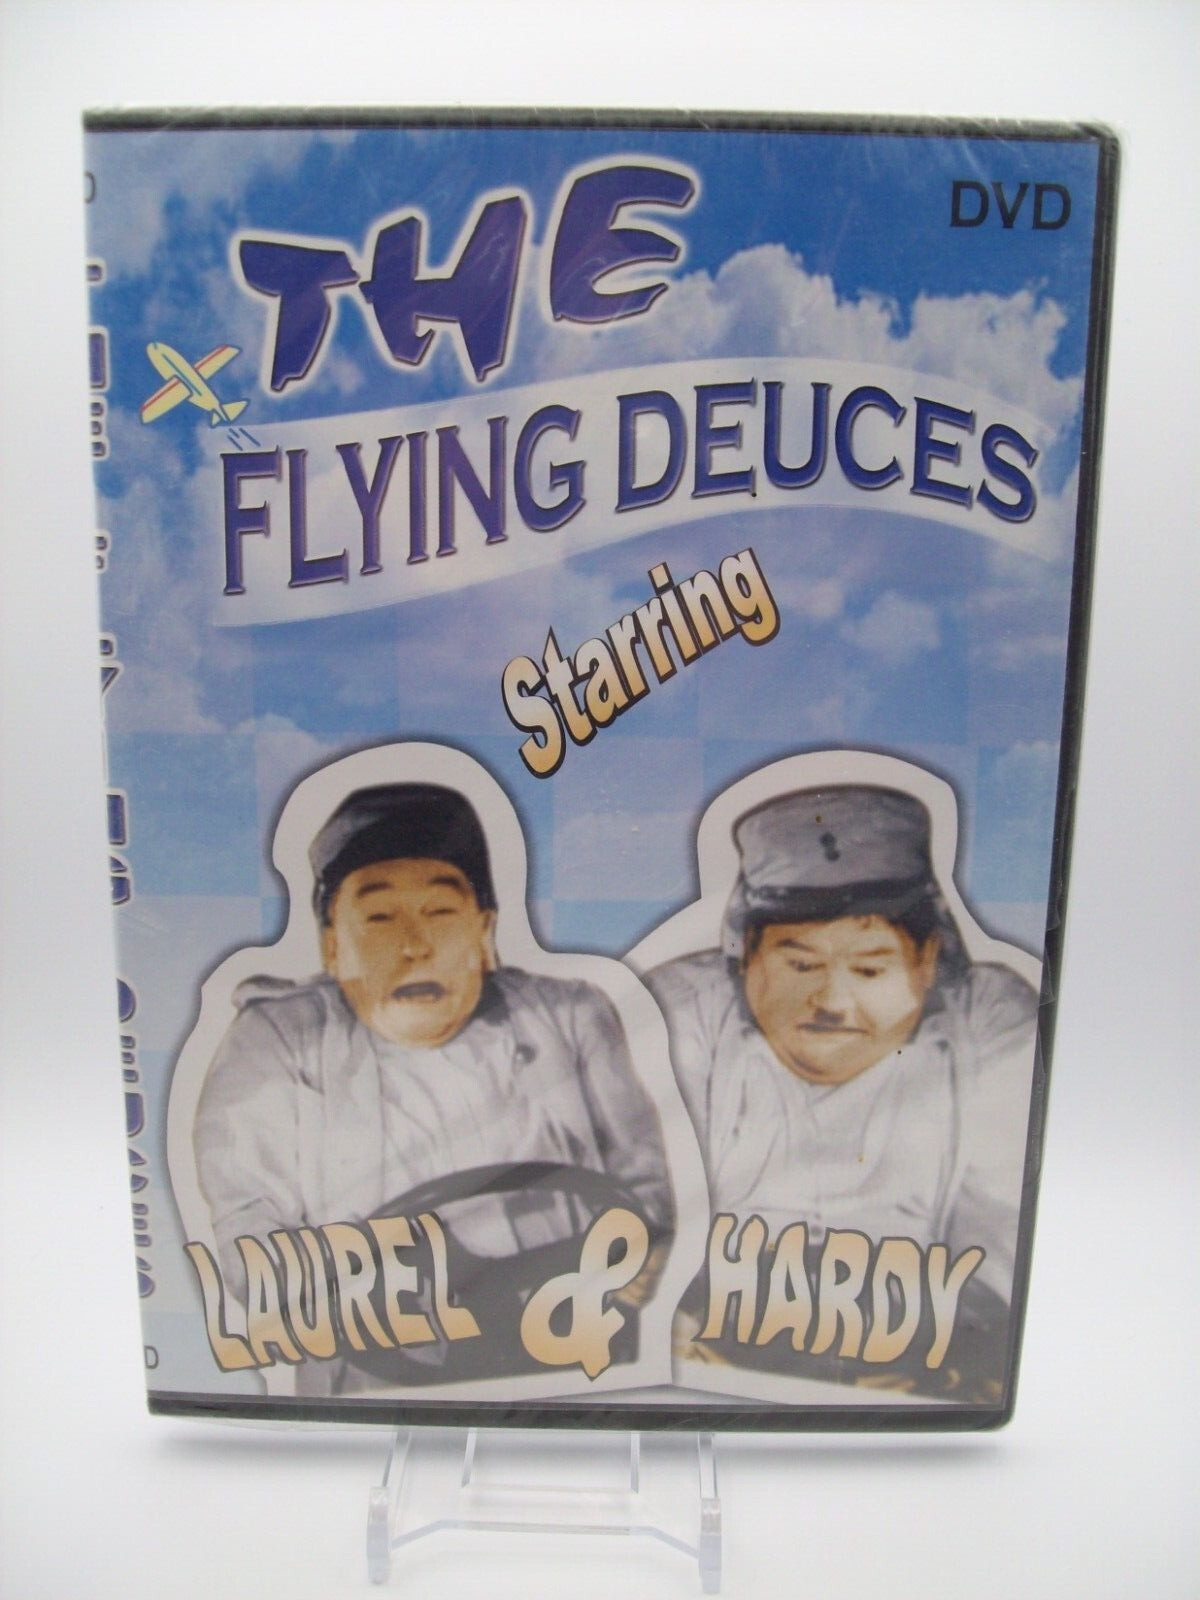 DVD
THE
FLYING DEUCES
Starring
LAUREL & HARDY